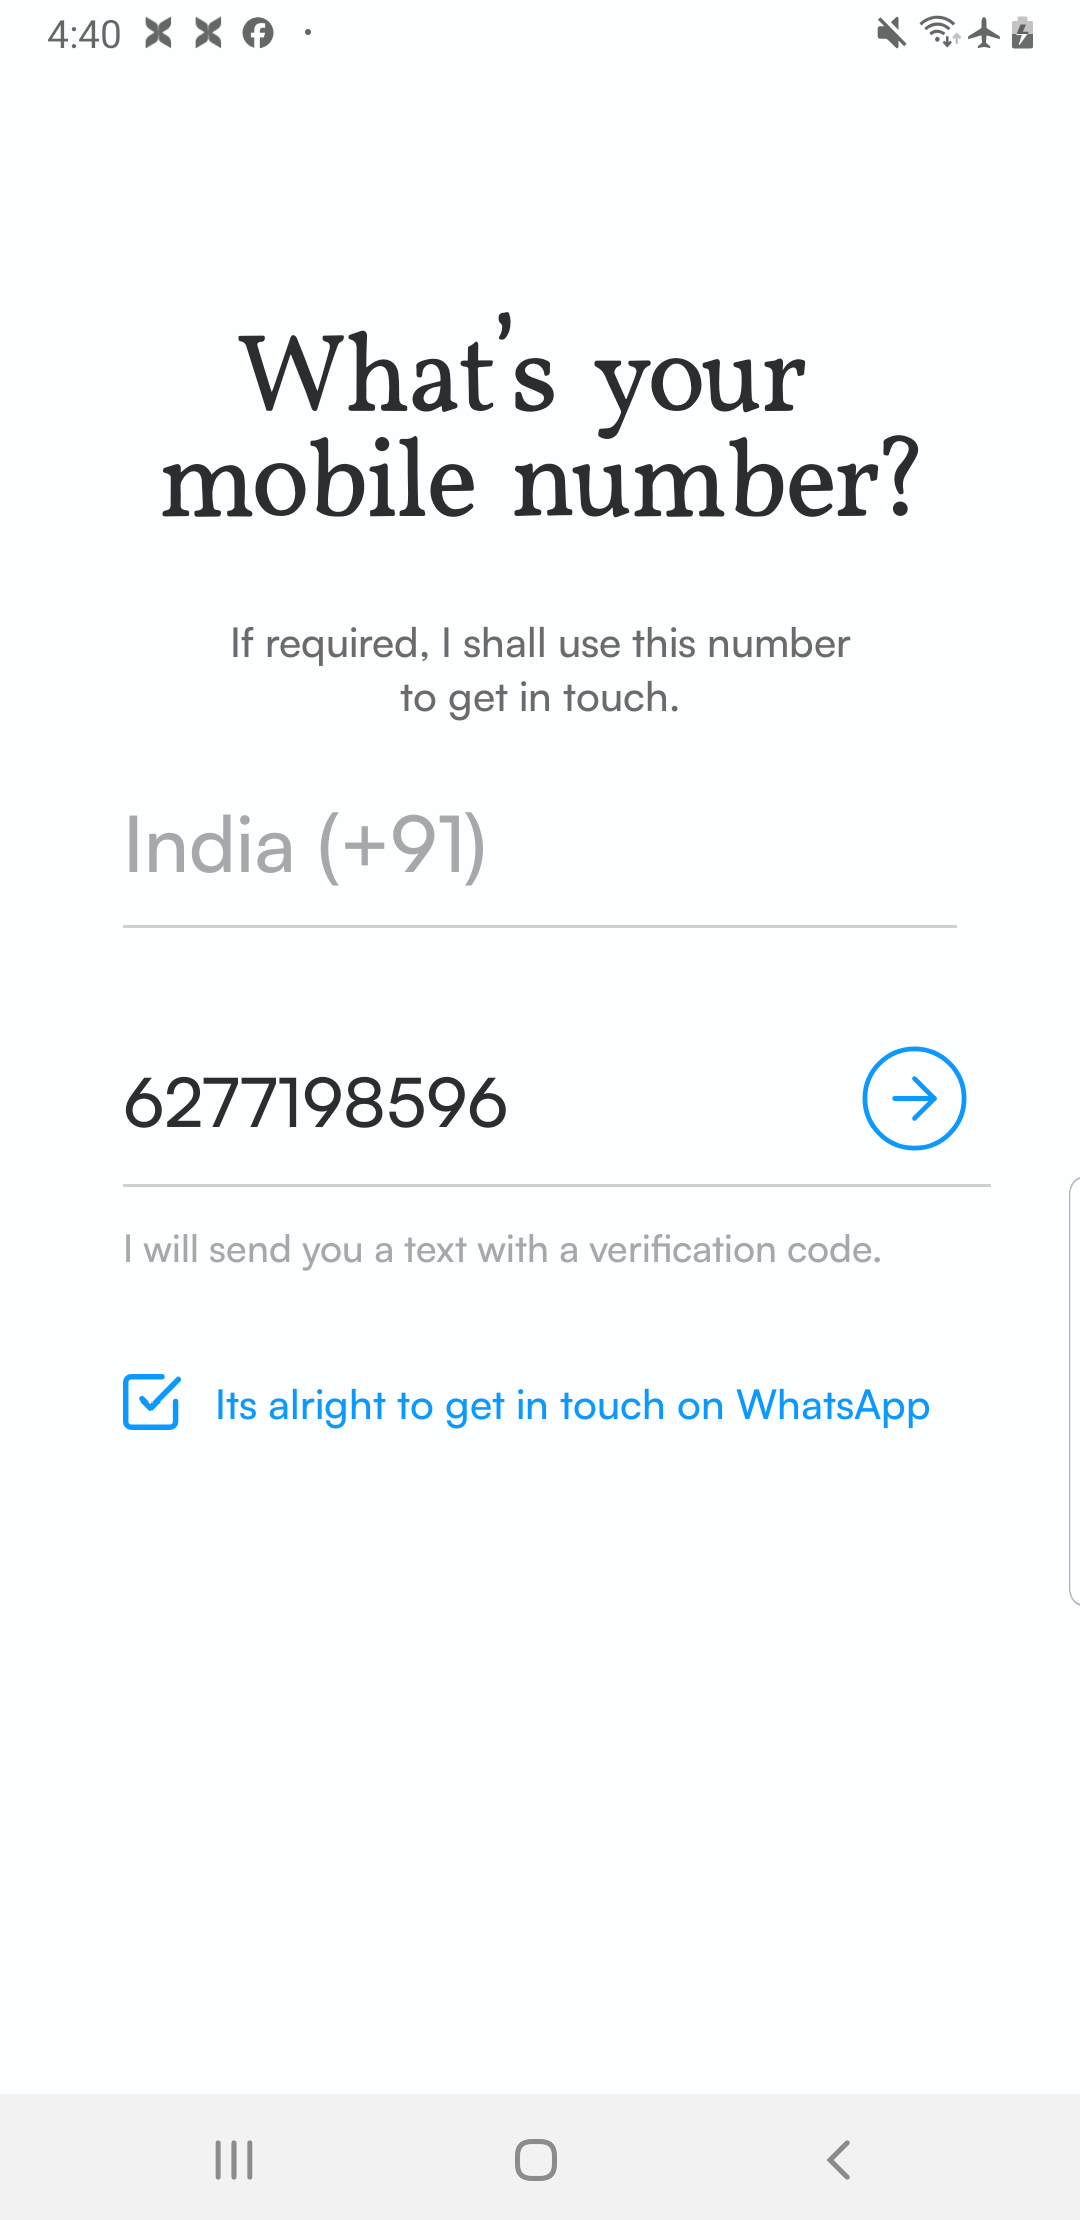 4:40
What's your
mobile number?
If required, I shall use this number
to get in touch.
India (+91)
6277198596
I will send you a text with a verification code.
Its alright to get in touch on WhatsApp